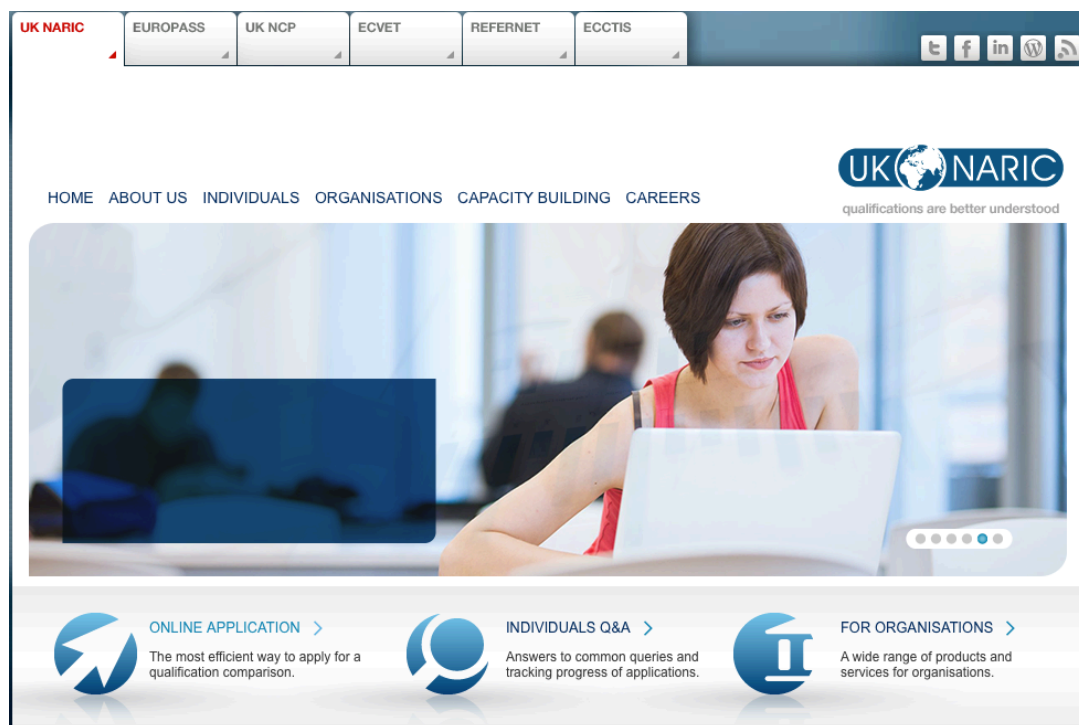 UK NARIC
EUROPASS
UK NCP
ECVET
REFERNET
ECCTIS
UK NARIC
qualifications are better understood
HOME ABOUT US INDIVIDUALS ORGANISATIONS CAPACITY BUILDING CAREERS
ONLINE APPLICATION
The most efficient way to apply for a
qualification comparison.
INDIVIDUALS Q&A
Answers to common queries and
tracking progress of applications.
FOR ORGANISATIONS
A wide range of products and
services for organisations.